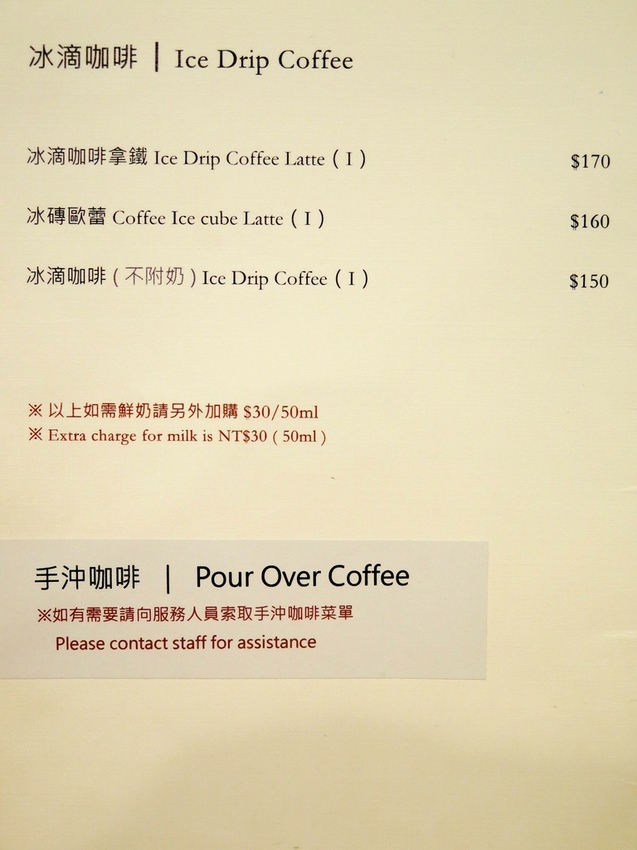 冰滴咖啡 | Ice Drip Coffee
冰滴咖啡拿鐵 Ice Drip Coffee Latte ( I ) $170
冰磚歐蕾 Coffee Ice cube Latte ( I ) $160
冰滴咖啡 ( 不附奶 ) Ice Drip Coffee ( I ) $150
※ 以上如需鮮奶請另外加購 $30/50ml
※ Extra charge for milk is NT$30 ( 50ml )
手沖咖啡 | Pour Over Coffee
※如有需要請向服務人員索取手沖咖啡菜單
Please contact staff for assistance